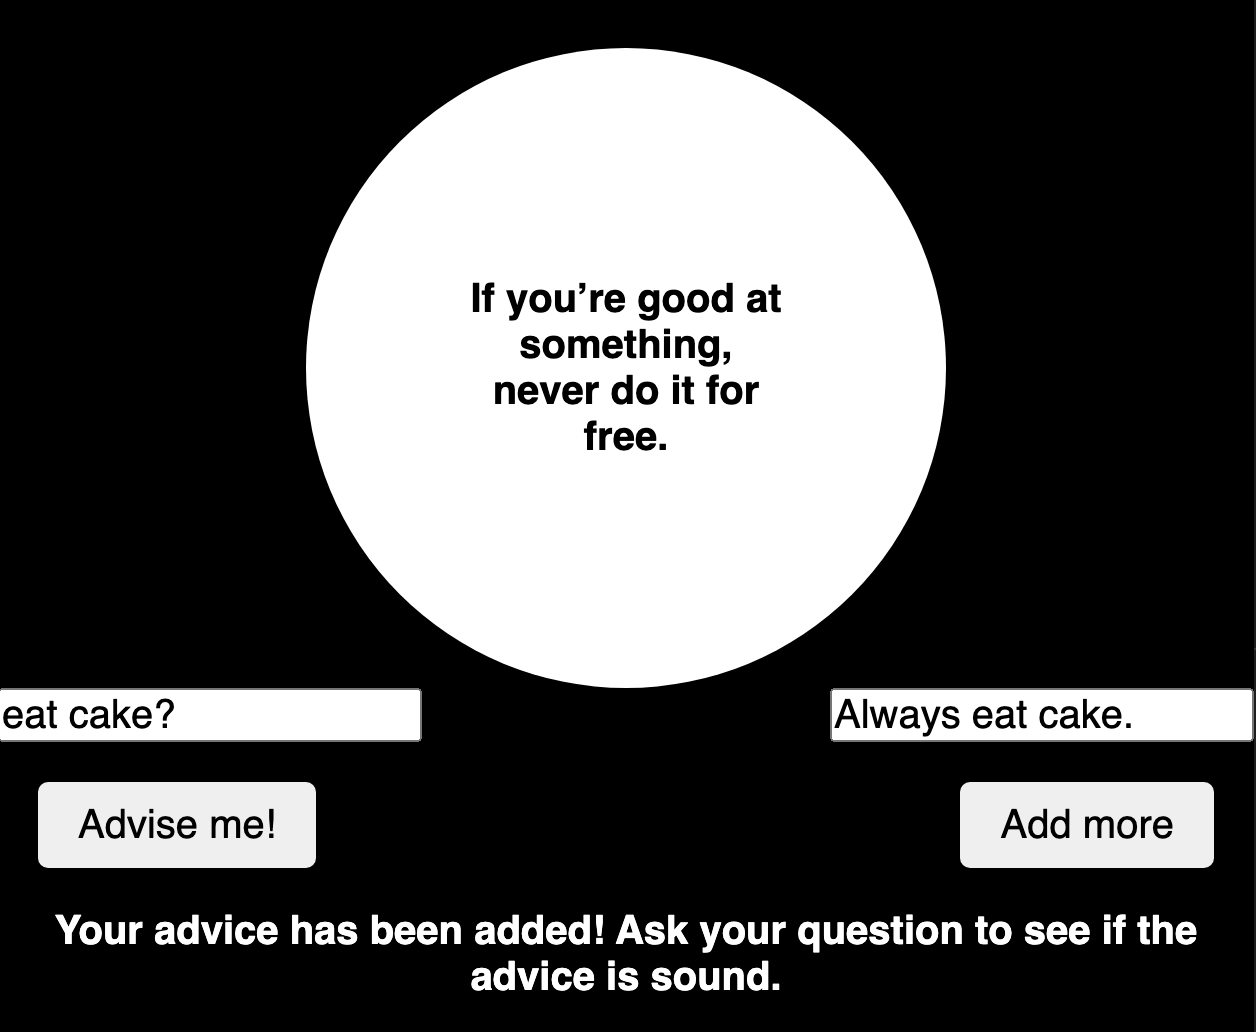 If you’re good at
something,
never do it for
free.
eat cake?
Always eat cake.
Advise me!
Add more
Your advice has been added! Ask your question to see if the
advice is sound.